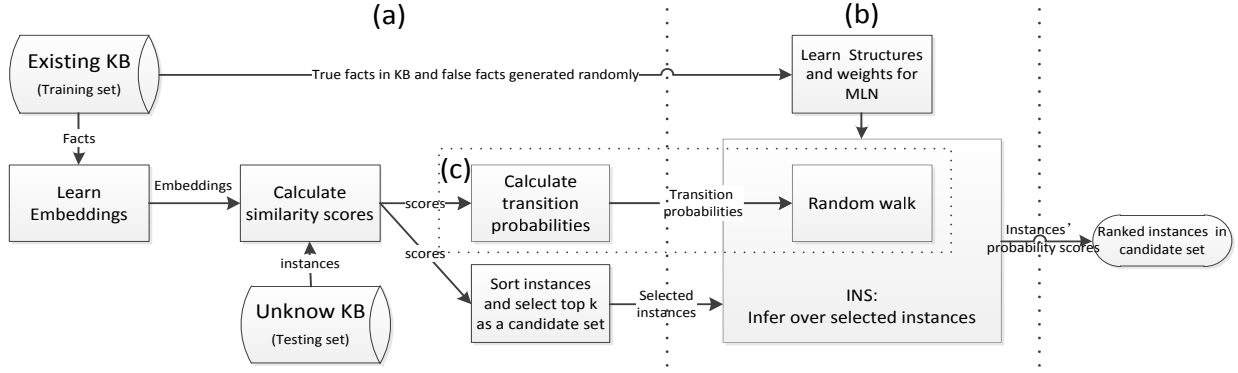 (a)
(b)
Existing KB
(Training set)
True facts in KB and false facts generated randomly
Learn Structures
and weights for
MLN
Facts
(c)
Learn
Embeddings
Embeddings
Calculate
similarity scores
scores
Calculate
transition
probabilities
Transition
probabilities
Random walk
Instances'
probability scores
Ranked instances in
candidate set
scores
instances
Unknow KB
(Testing set)
Sort instances
and select top k
as a candidate set
Selected
instances
INS:
Infer over selected instances